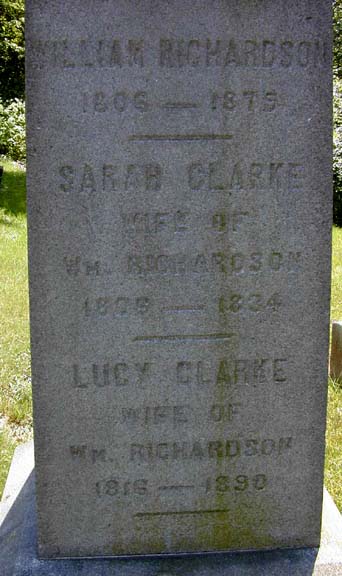 WILLIAM RICHARDSON
1806 — 1879
SARAH CLARKE
WIFE OF
WM. RICHARDSON
— 1834
LUCY CLARKE
WIFE OF
WM. RICHARDSON
1816 — 1890